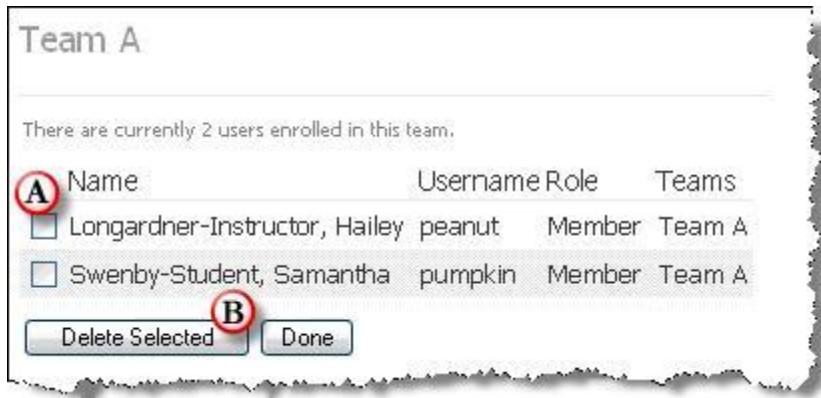 Team A
There are currently 2 users enrolled in this team.
A Name Username Role Teams
Longardner-Instructor, Hailey peanut Member Team A
Swenby-Student, Samantha pumpkin Member Team A
B
Delete Selected Done